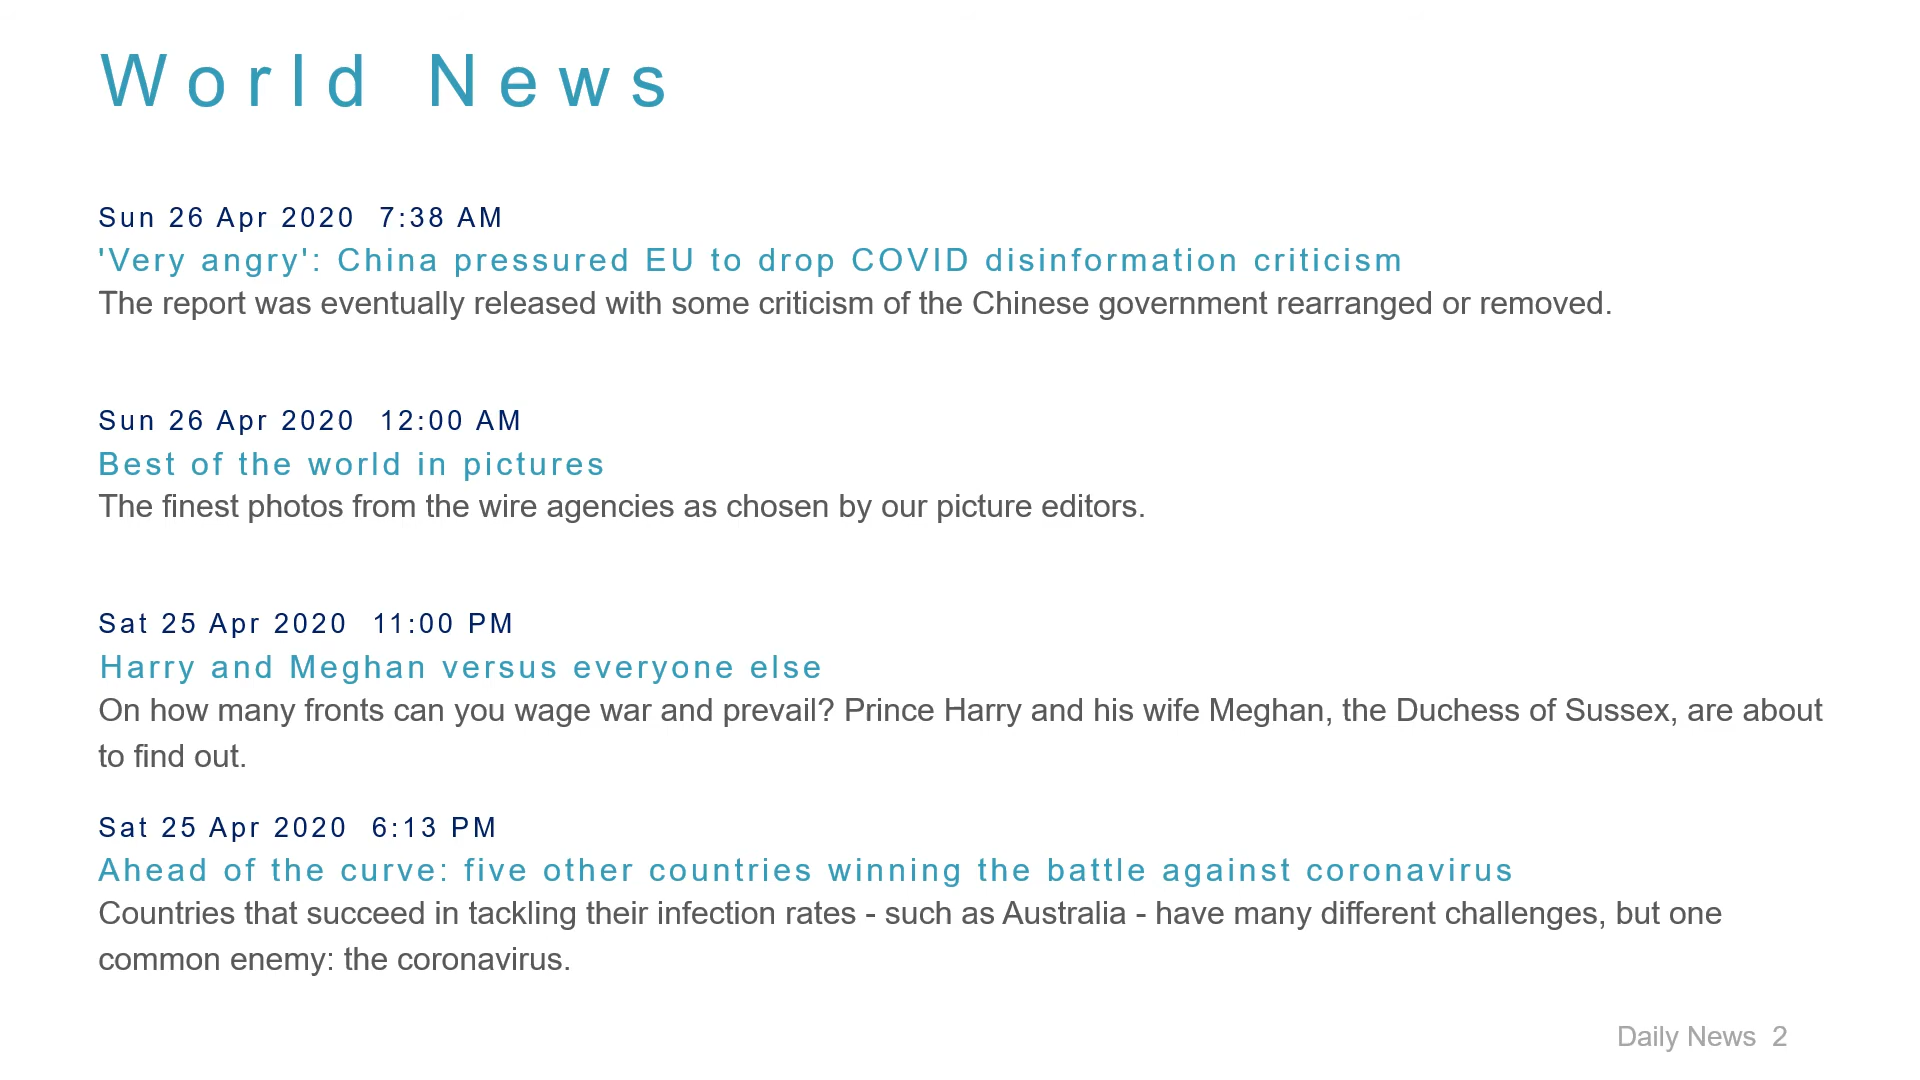 World News
Sun 26 Apr 2020  7:38 AM
'Very angry': China pressured EU to drop COVID disinformation criticism
The report was eventually released with some criticism of the Chinese government rearranged or removed.
Sun 26 Apr 2020  12:00 AM
Best of the world in pictures
The finest photos from the wire agencies as chosen by our picture editors.
Sat 25 Apr 2020  11:00 PM
Harry and Meghan versus everyone else
On how many fronts can you wage war and prevail? Prince Harry and his wife Meghan, the Duchess of Sussex, are about
to find out.
Sat 25 Apr 2020  6:13 PM
Ahead of the curve: five other countries winning the battle against coronavirus
Countries that succeed in tackling their infection rates - such as Australia - have many different challenges, but one
common enemy: the coronavirus.
Daily News  2